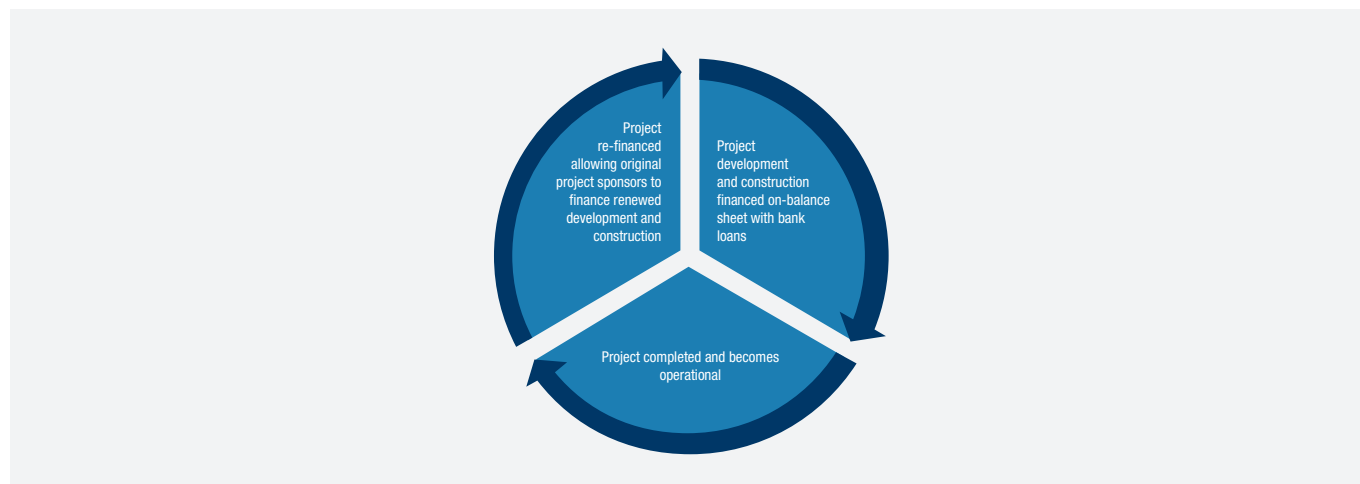 Project
re-financed
allowing original
project sponsors to
finance renewed
development and
construction
Project
development
and construction
financed on-balance
sheet with bank
loans
Project completed and becomes
operational